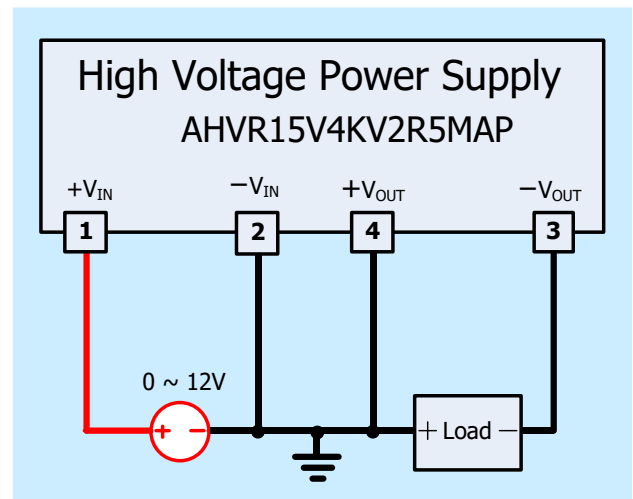 High Voltage Power Supply
AHVR15V4KV2R5MAP
+VIN −VIN +VOUT −VOUT
1 2 4 3
0 ~ 12V
+ −
+ Load −